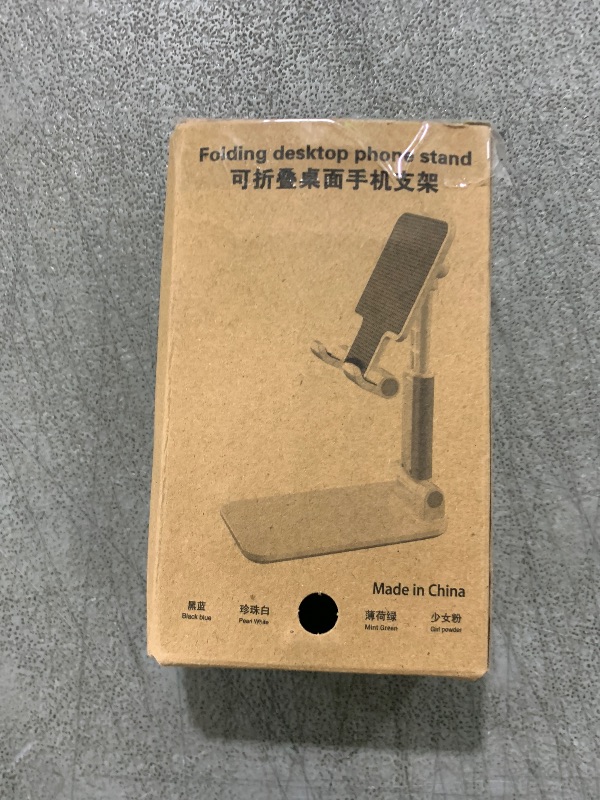 Folding desktop phone stand
可折叠桌面手机支架
Made in China
黑蓝
Black blue
珍珠白
Pearl White
薄荷绿
Mint Green
少女粉
Girl powder